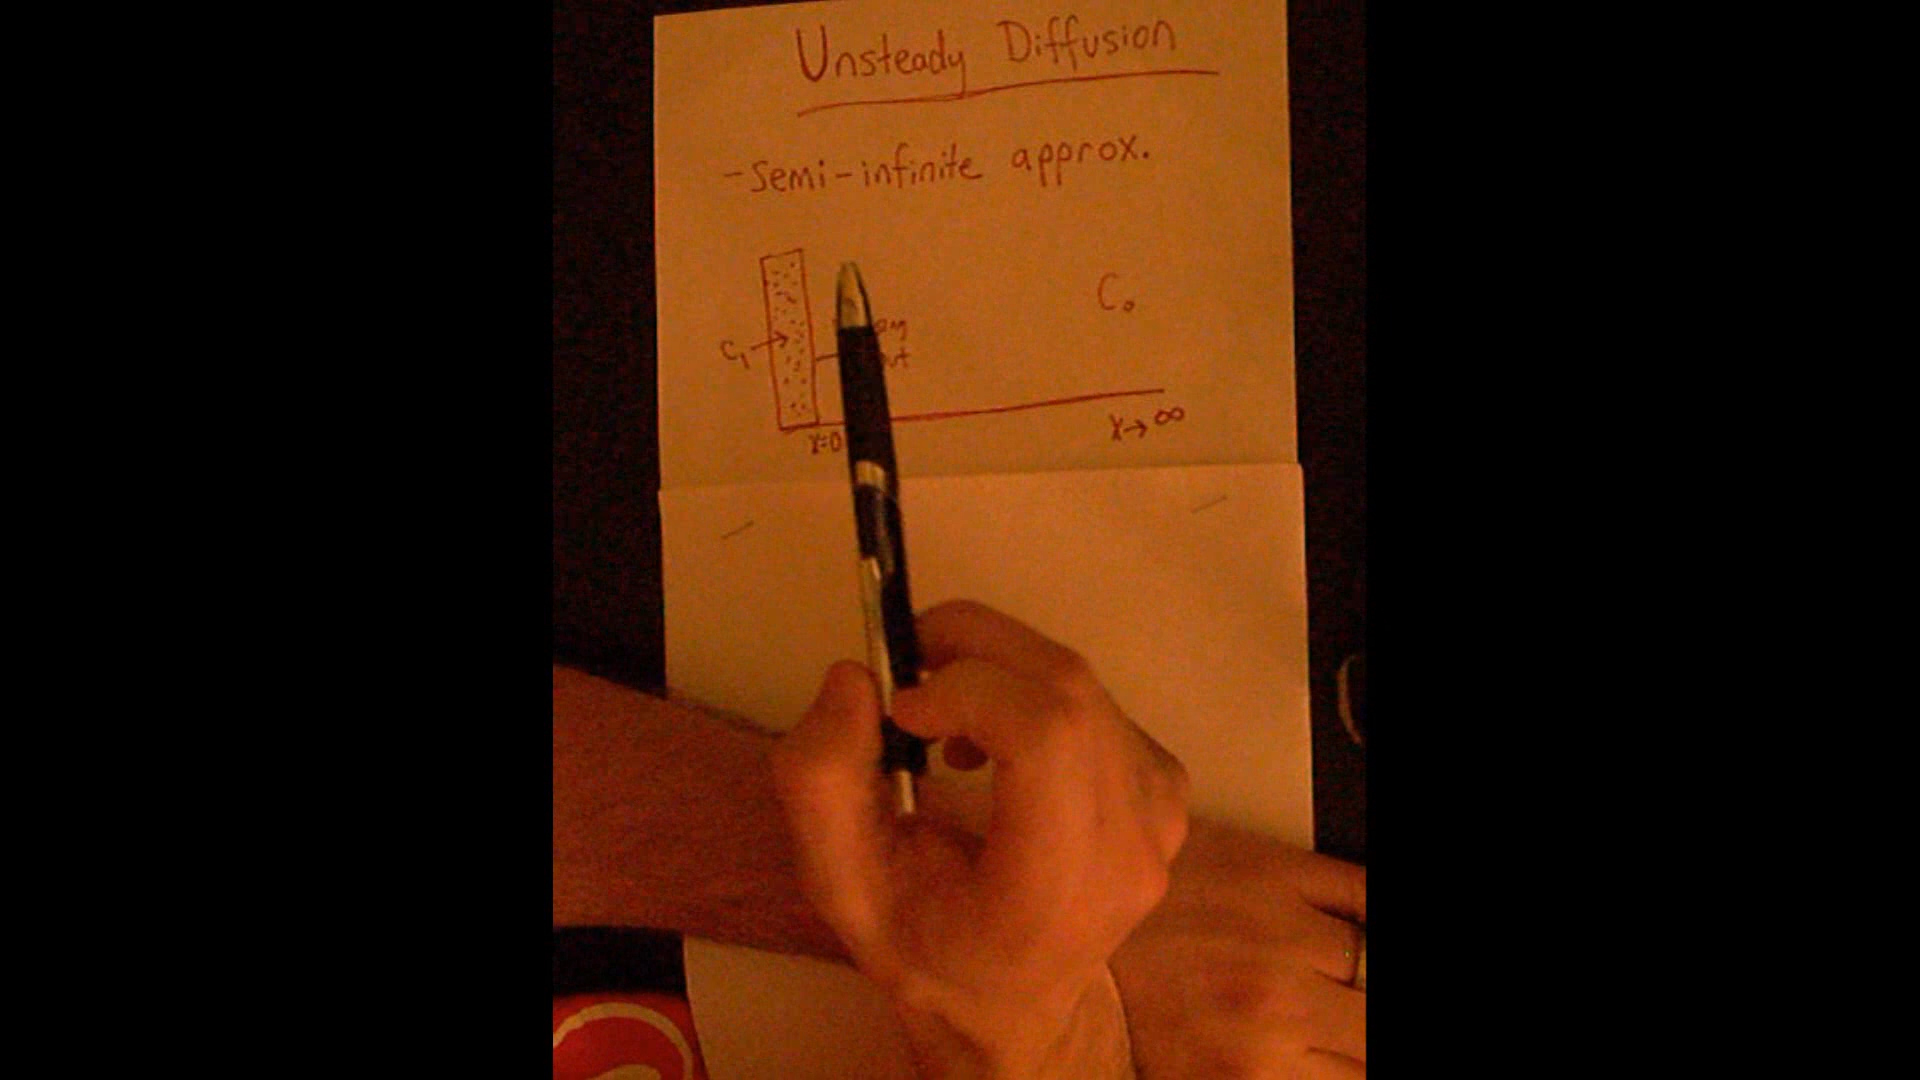 Unsteady Diffusion
-Semi-infinite approx.
C₀
C₁
x=0
x→∞